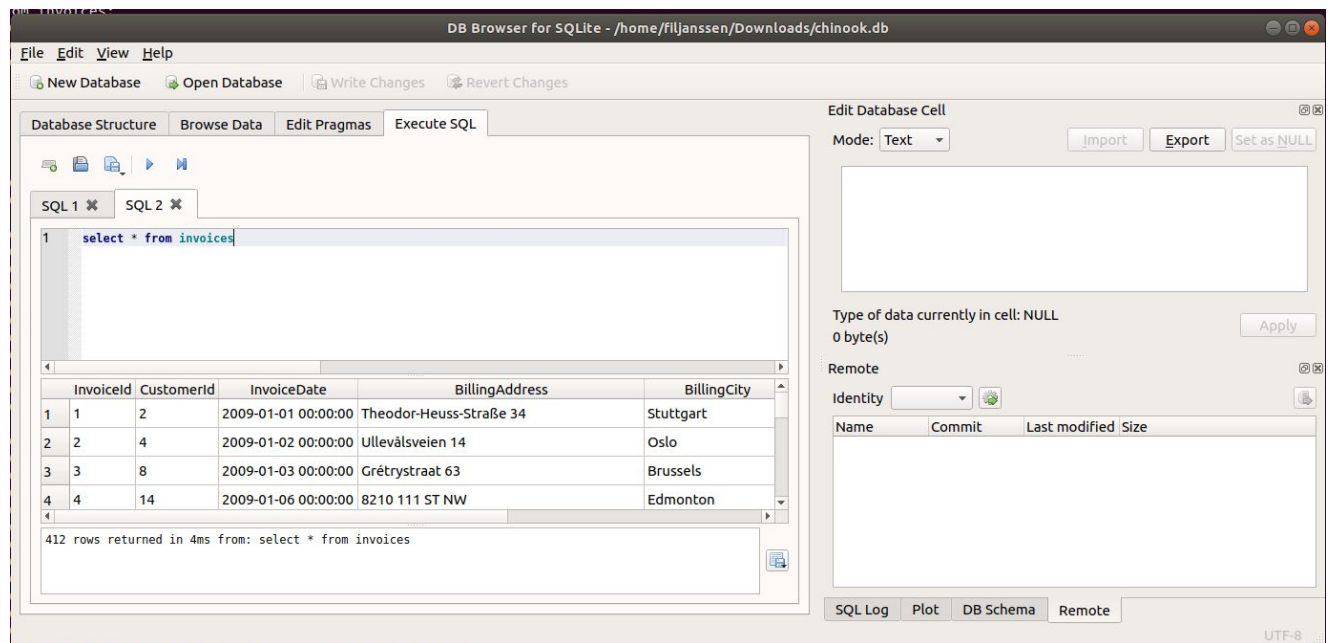 invoices:
DB Browser for SQLite - /home/filjanssen/Downloads/chinook.db
File Edit View Help
New Database Open Database Write Changes Revert Changes
Database Structure Browse Data Edit Pragmas Execute SQL
SQL 1 SQL 2
1 select * from invoices
InvoiceId CustomerId InvoiceDate BillingAddress BillingCity
1 1 2 2009-01-01 00:00:00 Theodor-Heuss-Straße 34 Stuttgart
2 2 4 2009-01-02 00:00:00 Ullevålsveien 14 Oslo
3 3 8 2009-01-03 00:00:00 Grétrystraat 63 Brussels
4 4 14 2009-01-06 00:00:00 8210 111 ST NW Edmonton
412 rows returned in 4ms from: select * from invoices
Edit Database Cell
Mode: Text Import Export Set as NULL
Type of data currently in cell: NULL
0 byte(s)
Apply
Remote
Identity
Name Commit Last modified Size
SQL Log Plot DB Schema Remote
UTF-8